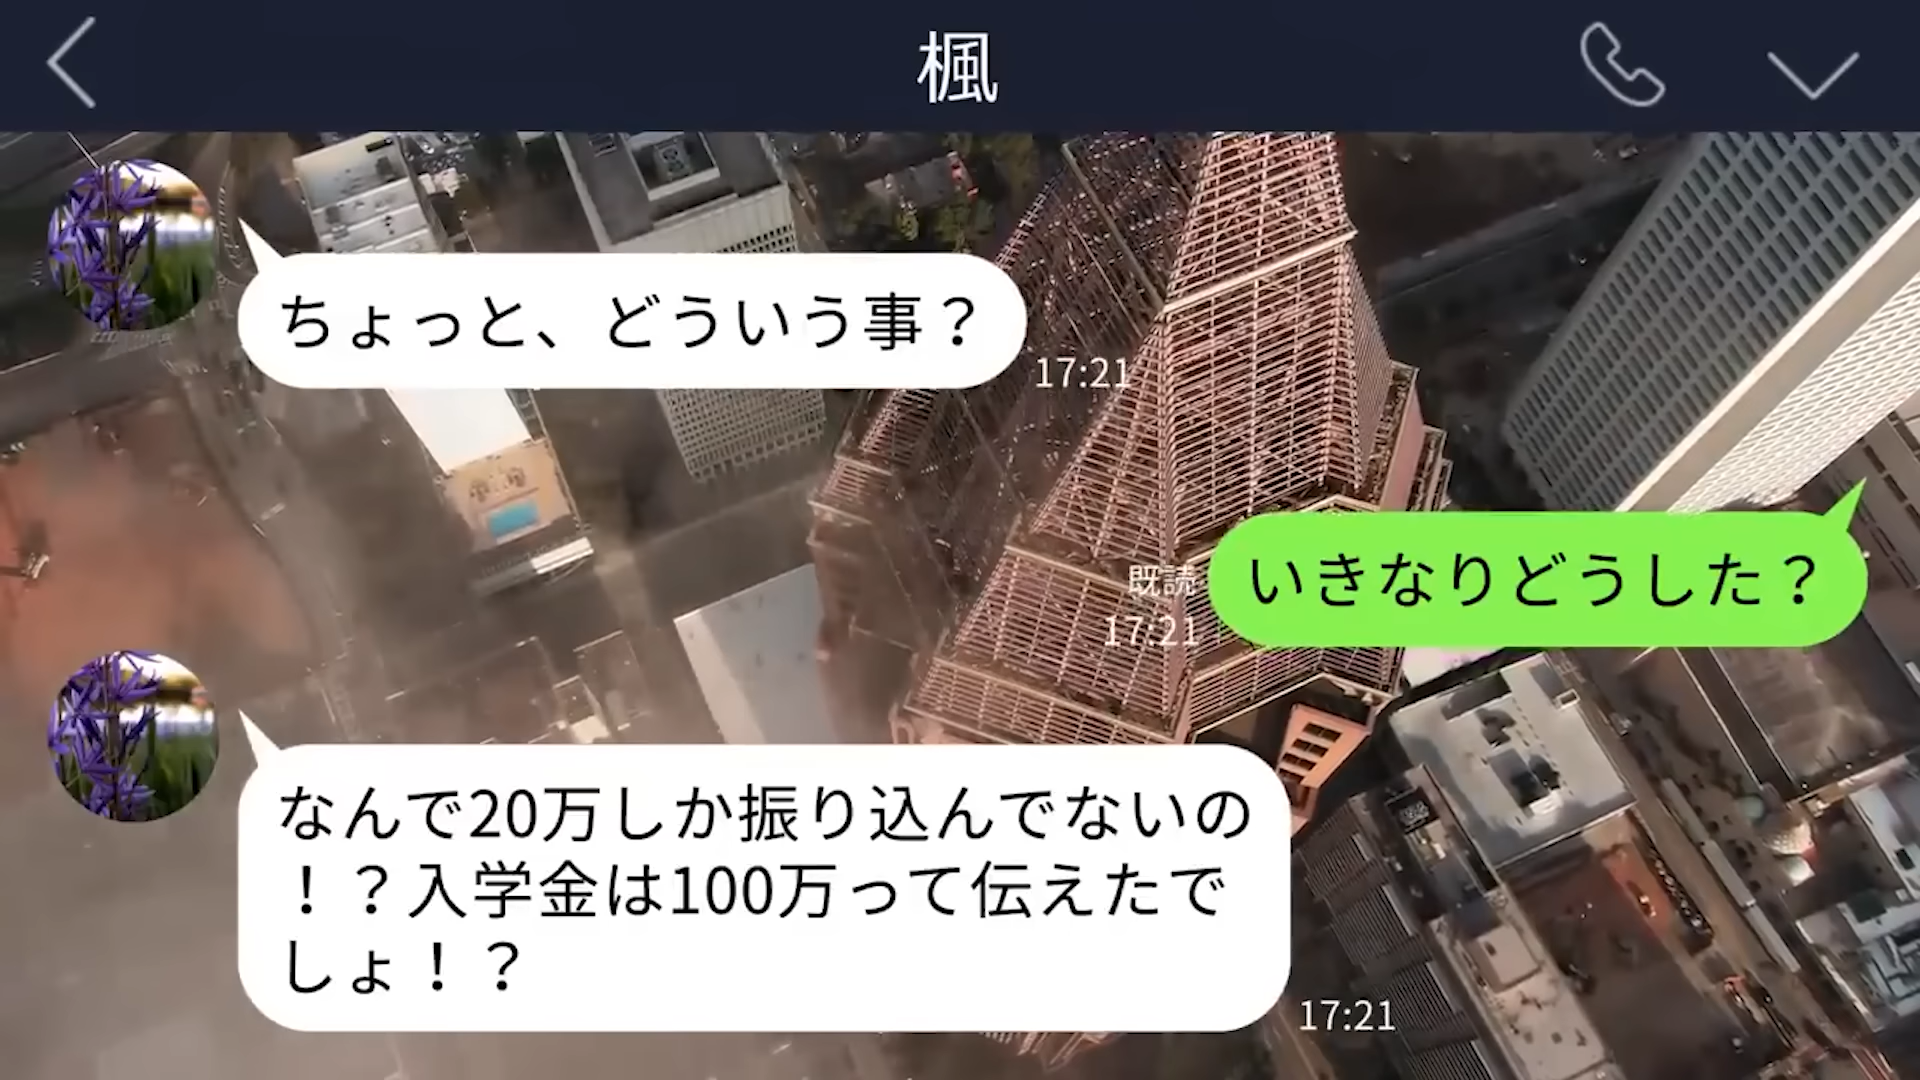 楓
ちょっと、どういう事？
17:21
いきなりどうした？
既読
17:21
なんで20万しか振り込んでないの
！？入学金は100万って伝えたで
しょ！？
17:21